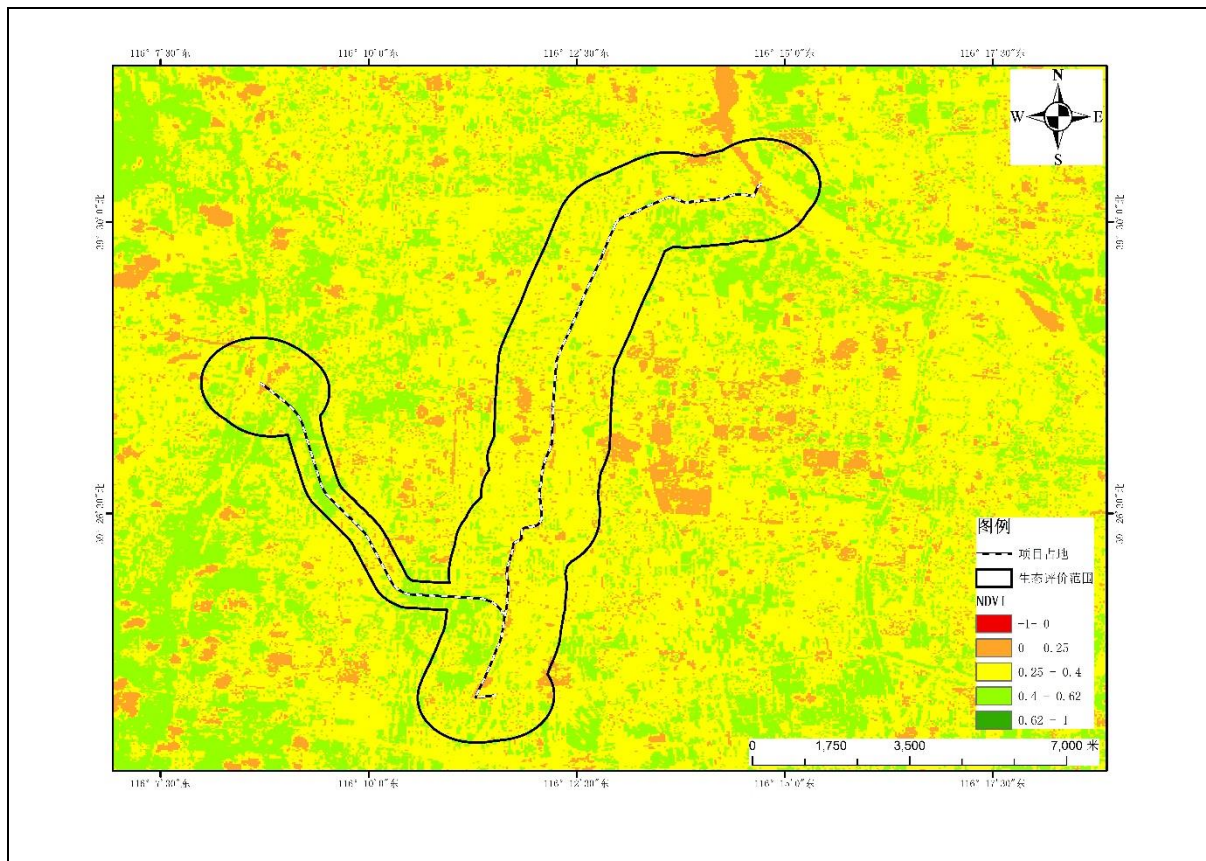 116° 7'30"东 116° 10'0"东 116° 12'30"东 116° 15'0"东 116° 17'30"东
N
W E
S
39° 30'0"北 39° 30'0"北
39° 26'30"北 39° 26'30"北
图例
项目占地
生态评价范围
NDVI
-1- 0
0 0.25
0.25 - 0.4
0.4 - 0.62
0.62 - 1
0 1,750 3,500 7,000 米
116° 7'30"东 116° 10'0"东 116° 12'30"东 116° 15'0"东 116° 17'30"东